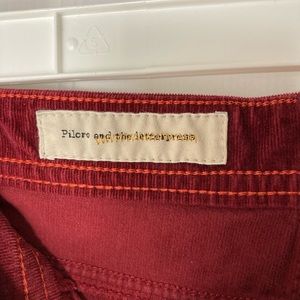 Pilcro and the letterpress